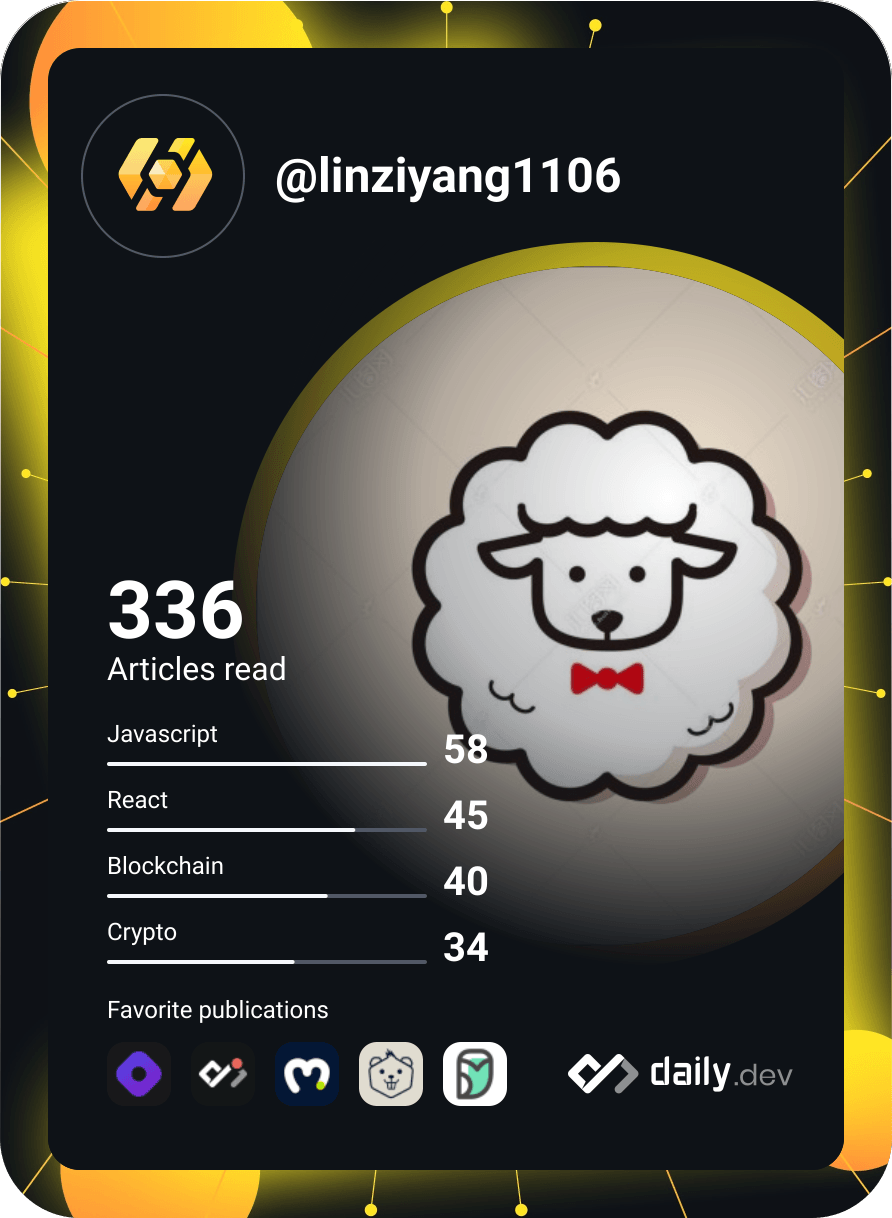 @linziyang1106
336
Articles read
Javascript
58
React
45
Blockchain
40
Crypto
34
Favorite publications
daily.dev